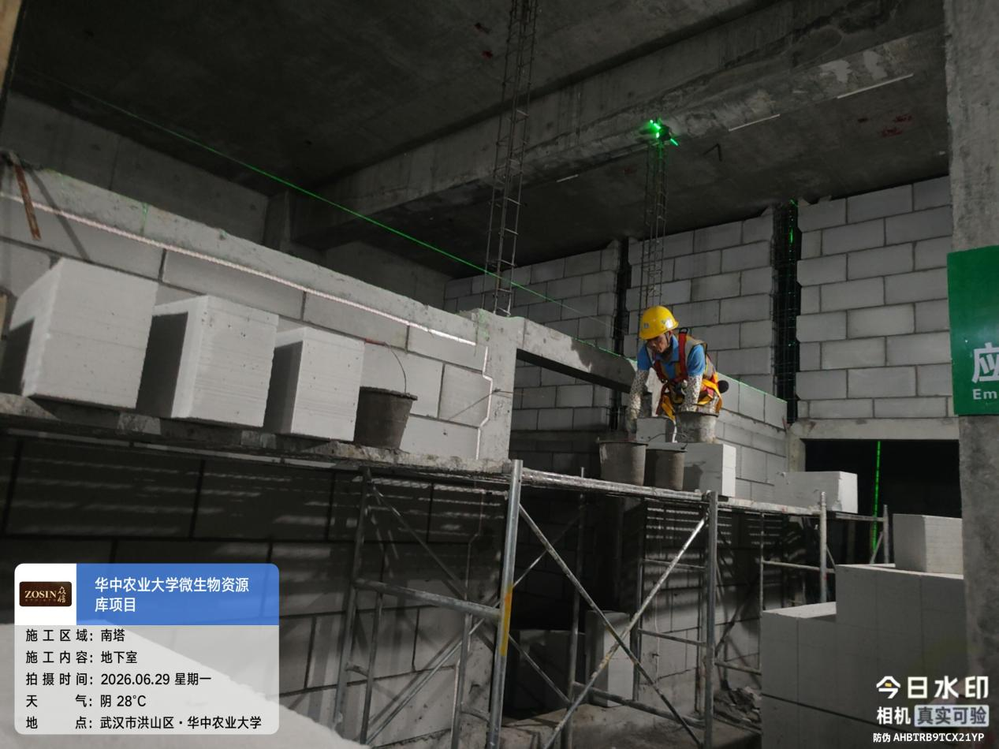 应
Em
ZOSIN 众信
华中农业大学微生物资源
库项目
施工区域：南塔
施工内容：地下室
拍摄时间：2026.06.29 星期一
天气：阴 28℃
地点：武汉市洪山区·华中农业大学
今日水印
相机 真实可验
防伪 AHBTRB9TCX21YP